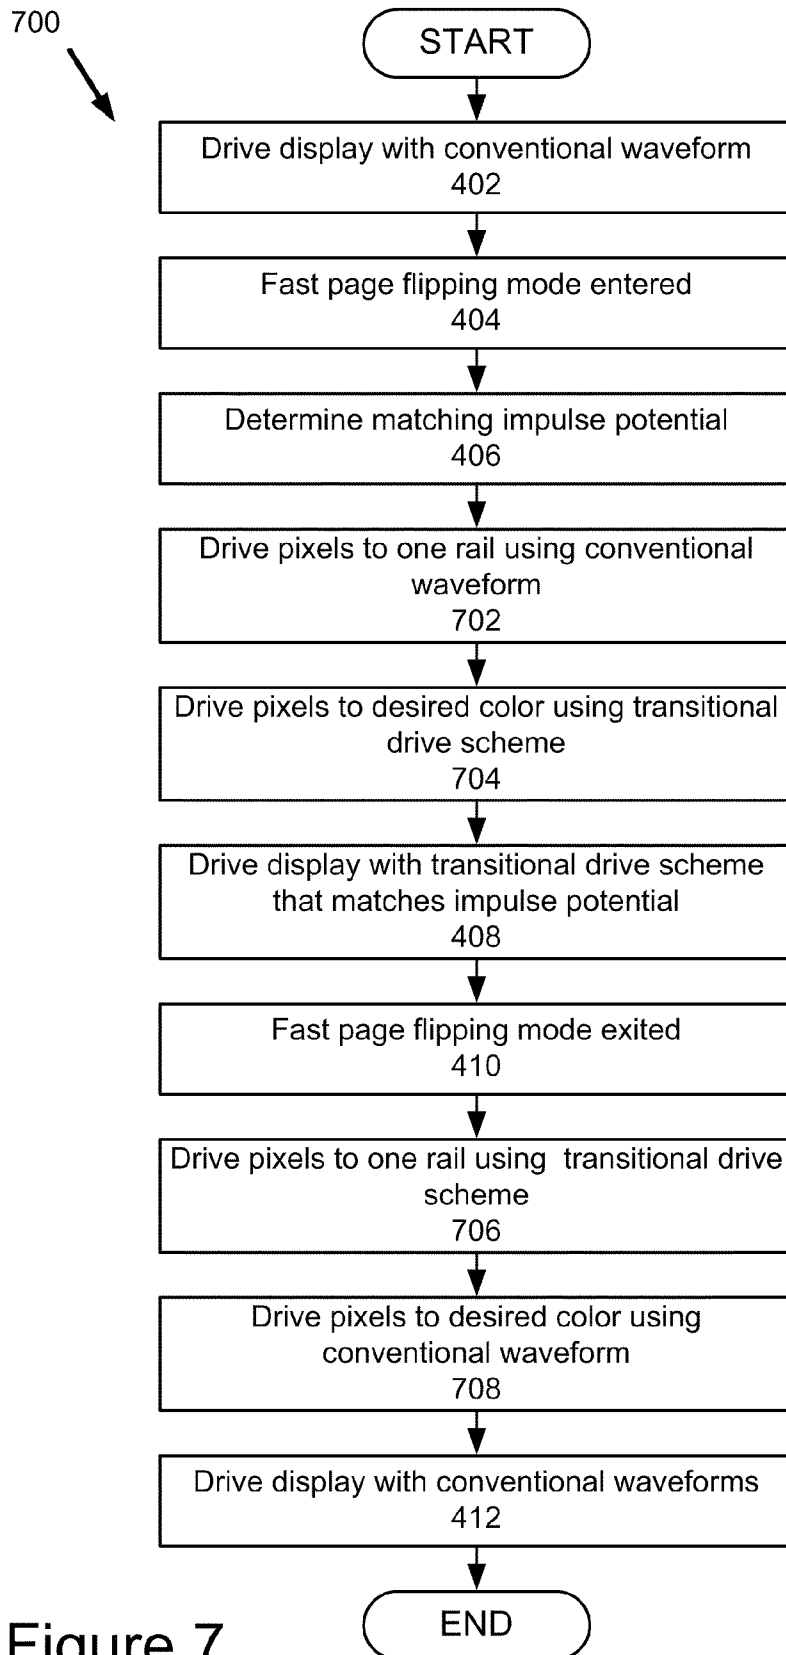 700
START
Drive display with conventional waveform
402
Fast page flipping mode entered
404
Determine matching impulse potential
406
Drive pixels to one rail using conventional
waveform
702
Drive pixels to desired color using transitional
drive scheme
704
Drive display with transitional drive scheme
that matches impulse potential
408
Fast page flipping mode exited
410
Drive pixels to one rail using transitional drive
scheme
706
Drive pixels to desired color using
conventional waveform
708
Drive display with conventional waveforms
412
END
Figure 7